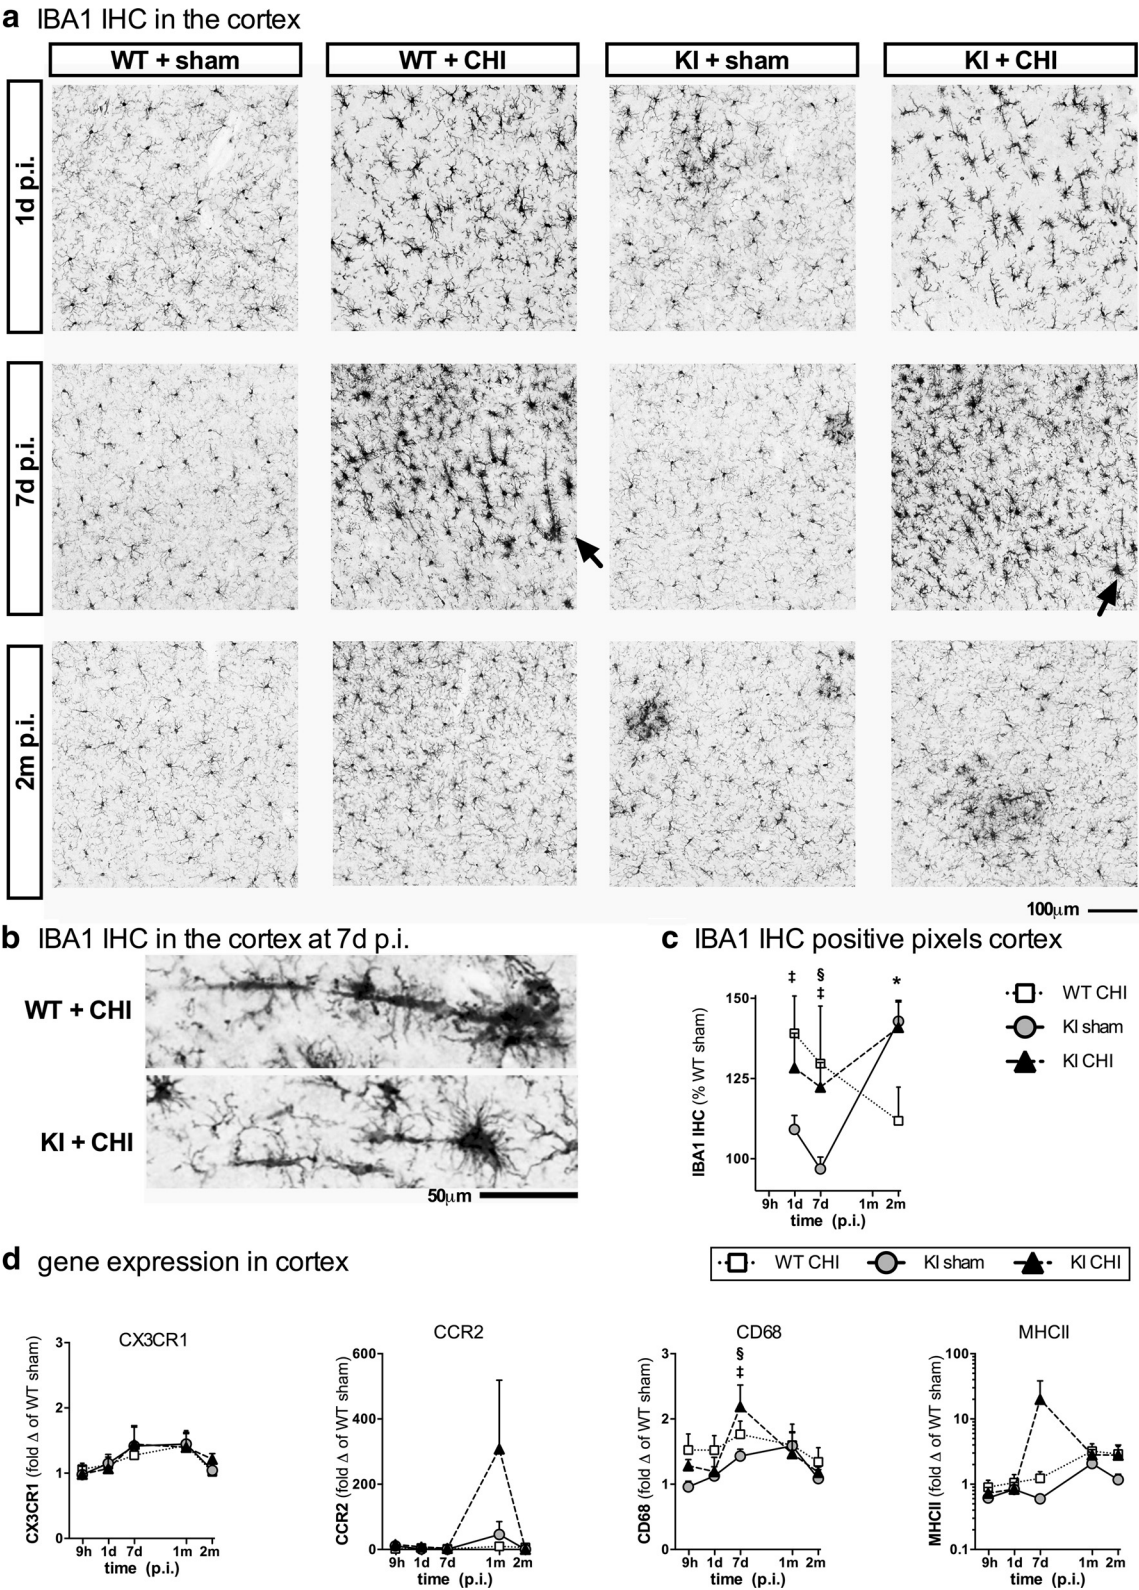 a IBA1 IHC in the cortex
WT + sham
WT + CHI
KI + sham
KI + CHI
1d p.i.
7d p.i.
2m p.i.
100μm
b IBA1 IHC in the cortex at 7d p.i.
WT + CHI
KI + CHI
50μm
c IBA1 IHC positive pixels cortex
‡
§
‡
*
WT CHI
KI sham
KI CHI
IBA1 IHC (% WT sham)
150
125
100
9h 1d 7d 1m 2m
time (p.i.)
d gene expression in cortex
WT CHI KI sham KI CHI
CX3CR1
CX3CR1 (fold Δ of WT sham)
3
2
1
0
9h 1d 7d 1m 2m
time (p.i.)
CCR2
CCR2 (fold Δ of WT sham)
600
400
200
0
9h 1d 7d 1m 2m
time (p.i.)
CD68
§
‡
CD68 (fold Δ of WT sham)
3
2
1
0
9h 1d 7d 1m 2m
time (p.i.)
MHCII
MHCII (fold Δ of WT sham)
100
10
1
0.1
9h 1d 7d 1m 2m
time (p.i.)